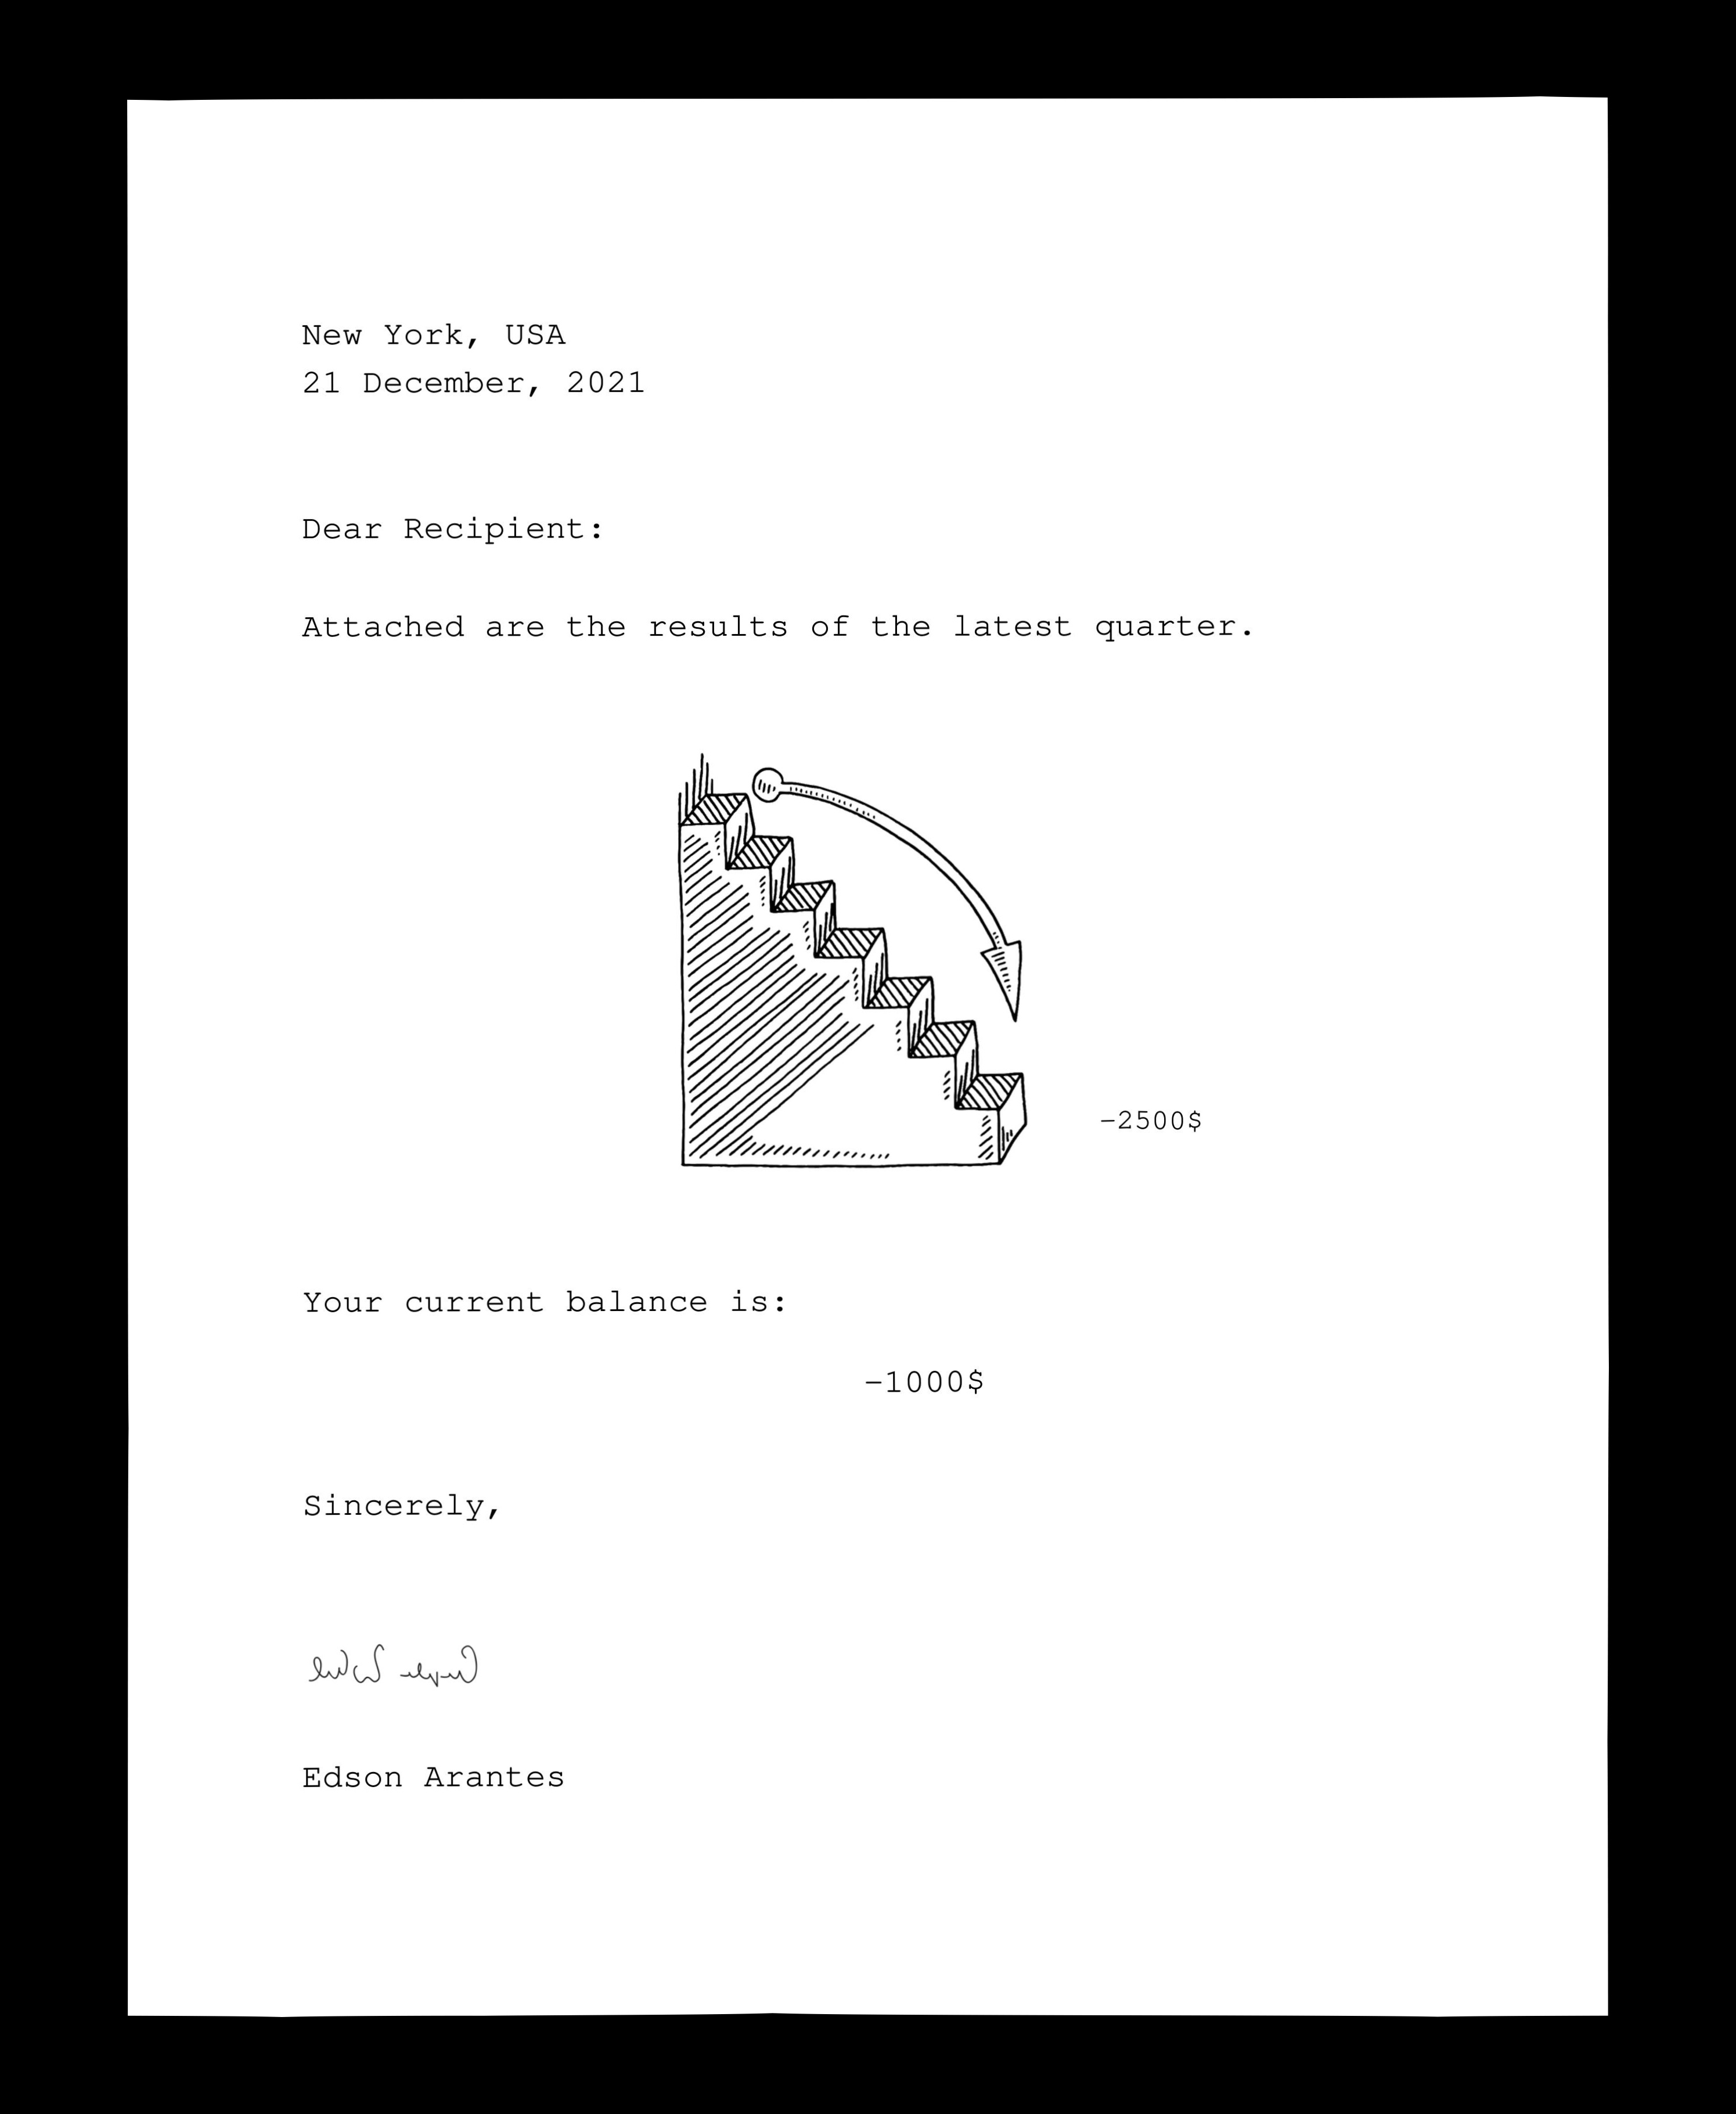 New York, USA
21 December, 2021
Dear Recipient:
Attached are the results of the latest quarter.
-2500$
Your current balance is:
-1000$
Sincerely,
Edson Arantes